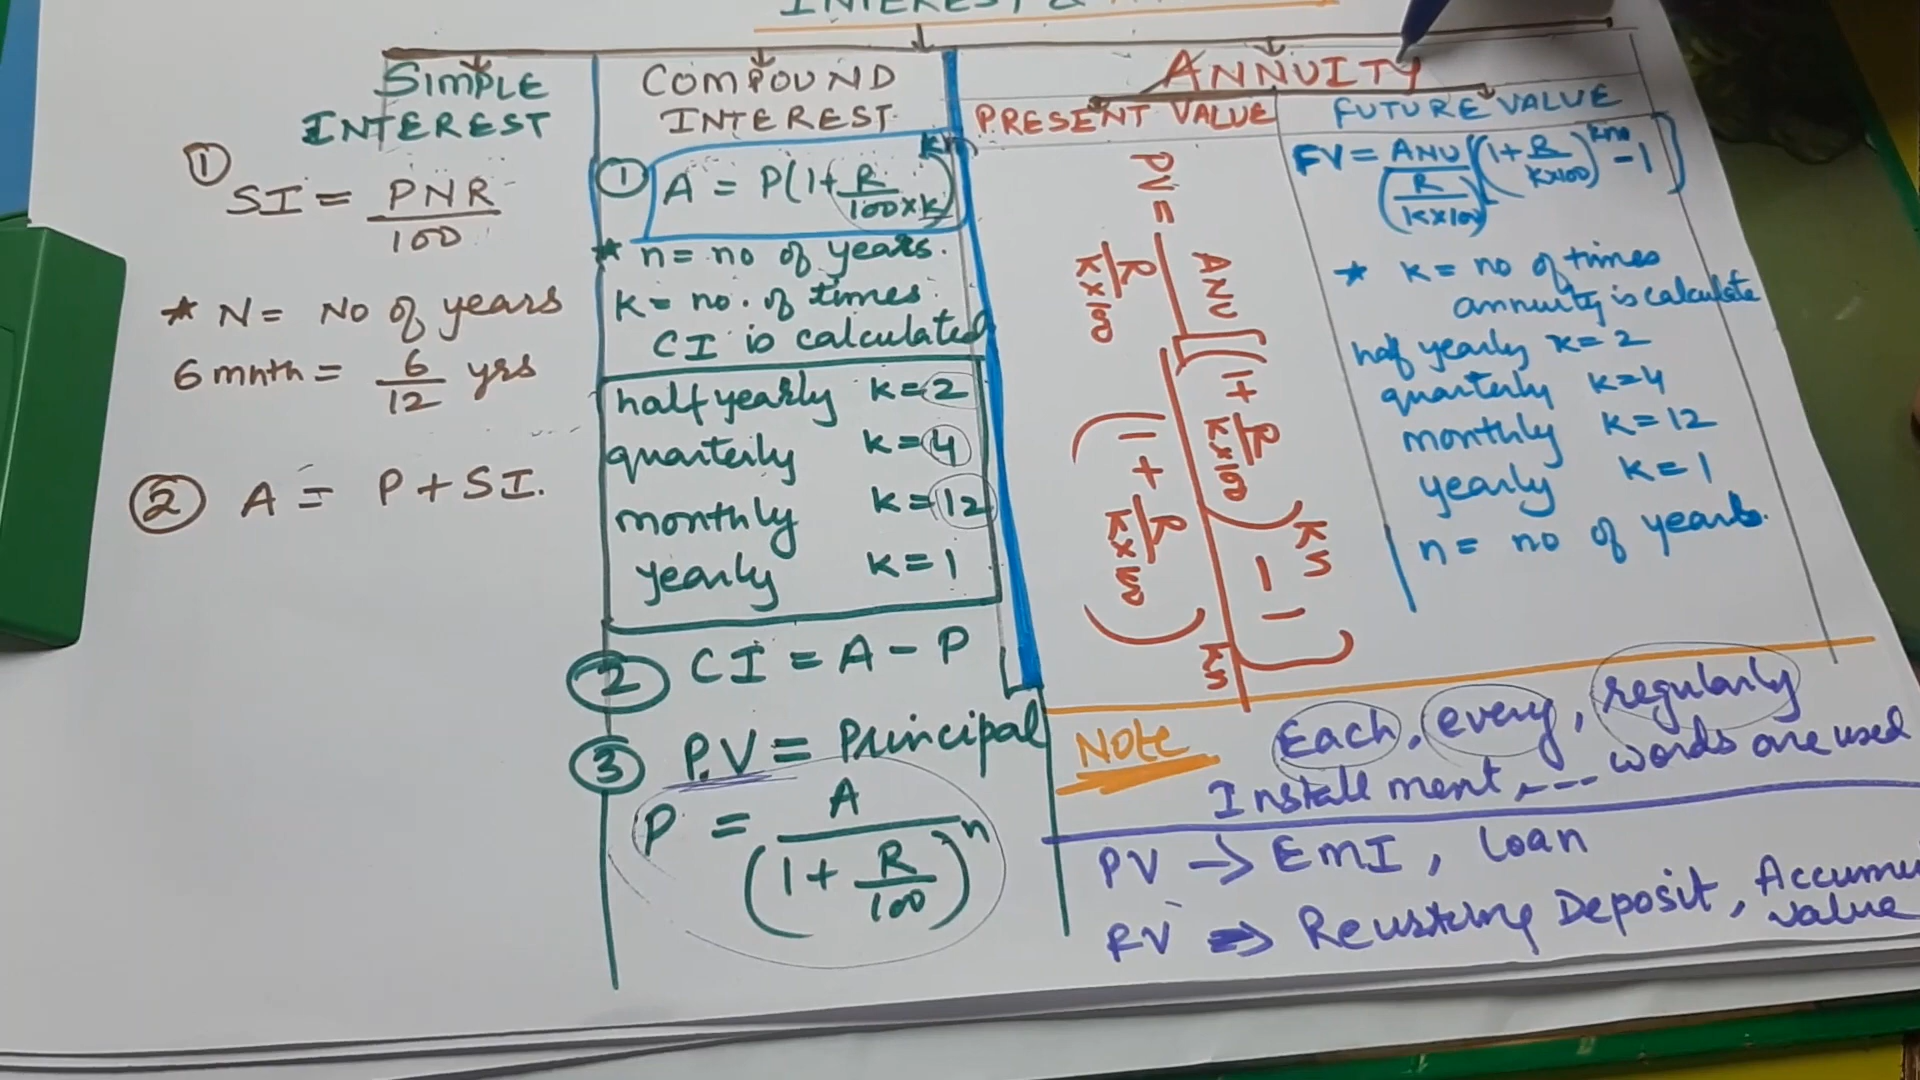 INTEREST &
SIMPLE
INTEREST
①
SI = PNR
100
* N = No of years
6 mnth = 6/12 yrs
② A = P + SI.
COMPOUND
INTEREST
① A = P(1+ R/100×k)^kn
* n = no of years.
k = no. of times
CI is calculated
half yearly k = 2
quarterly k = 4
monthly k = 12
yearly k = 1
② CI = A - P
③ P.V = Principal
P = A
(1 + R/100)^n
ANNUITY
PRESENT VALUE
PV =
ANU [(1 + R/k×100)^kn - 1]
R/k×100 (1 + R/k×100)^kn
FUTURE VALUE
FV = ANU/(R/k×100) [(1 + R/k×100)^kn - 1]
* k = no of times
annuity is calculate
half yearly k = 2
quarterly k = 4
monthly k = 12
yearly k = 1
n = no of years.
Note Each, every, regularly
Installment, --- words are used
PV → EMI, loan
FV ⇒ Deposit,
value